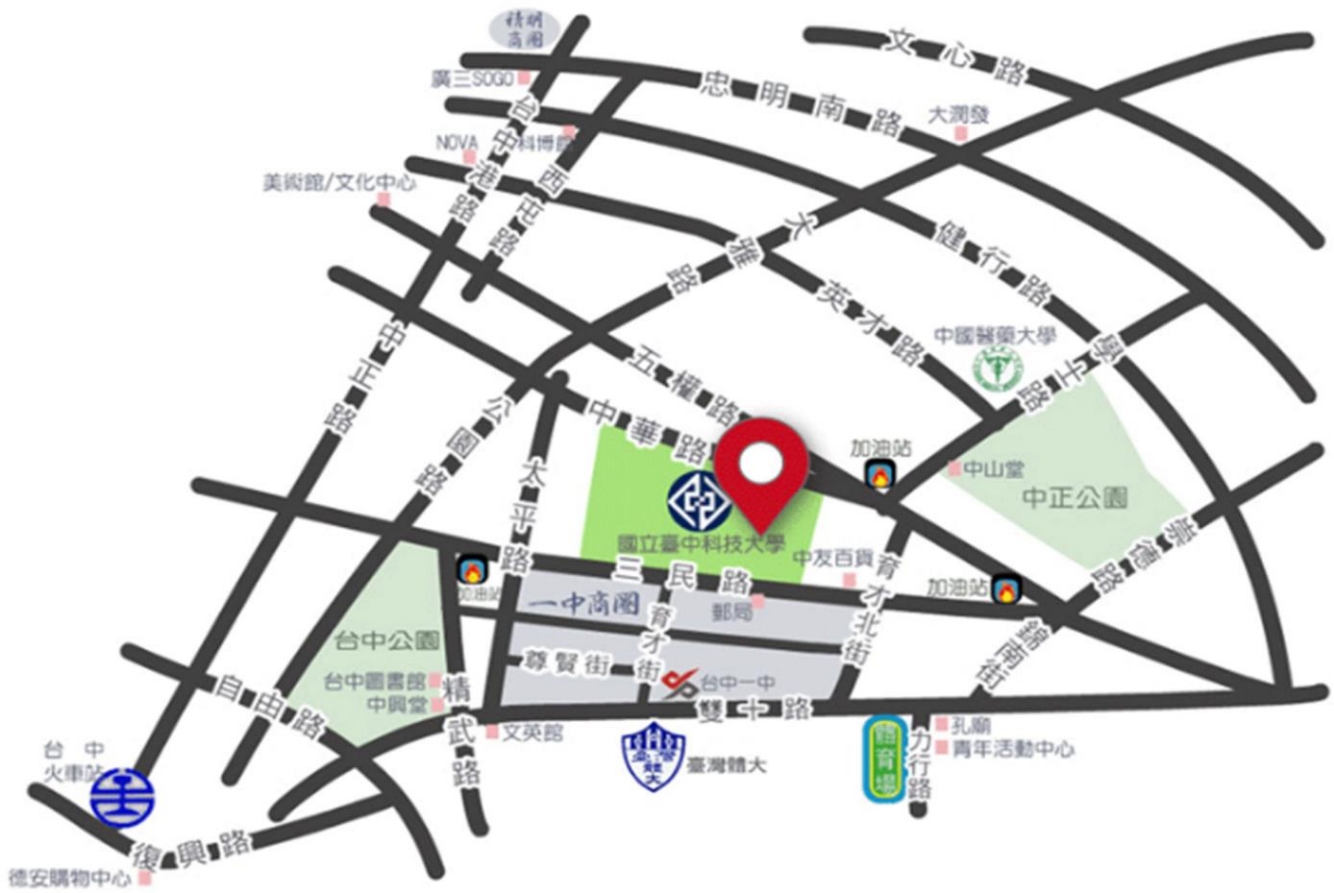 精明
商圈
文心路
廣三SOGO
忠明南路
大潤發
台中港路
NOVA
科博館
西屯路
美術館/文化中心
大雅路
健行路
英才路
中國醫藥大學
學士路
中正路
五權路
公園路
中華路
加油站
中山堂
中正公園
太平路
國立臺中科技大學
中友百貨
育才北街
崇德路
三民路
加油站
加油站
一中商圈
郵局
育才街
錦南街
台中公園
尊賢街
台中一中
台中圖書館
中興堂
精武路
自由路
雙十路
文英館
體育場
力行路
孔廟
青年活動中心
臺灣體大
台中
火車站
復興路
德安購物中心